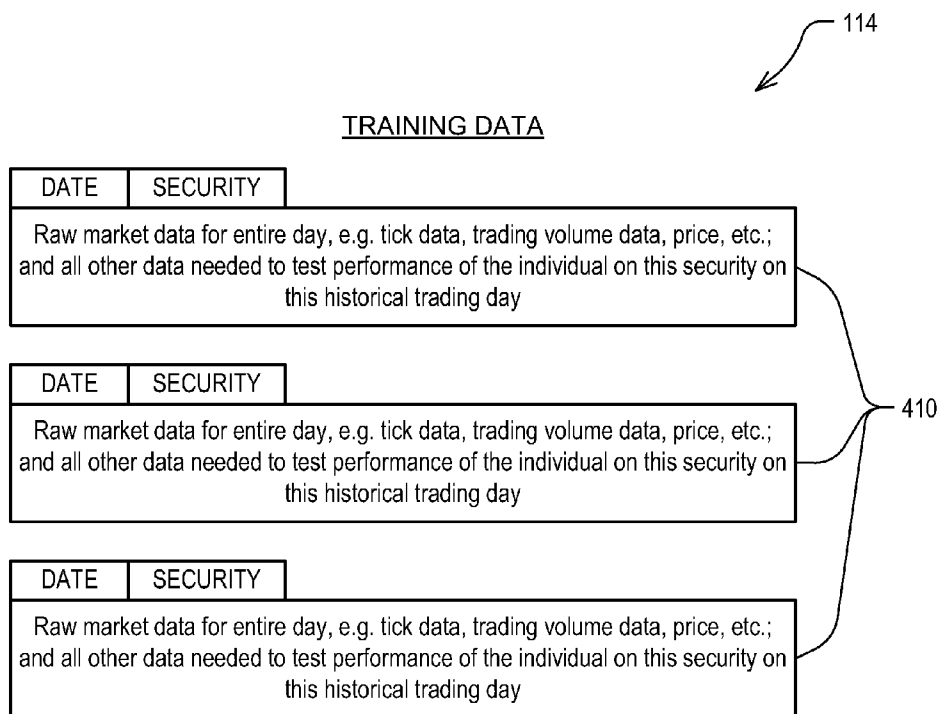 114
TRAINING DATA
DATE SECURITY
Raw market data for entire day, e.g. tick data, trading volume data, price, etc.;
and all other data needed to test performance of the individual on this security on
this historical trading day
DATE SECURITY
Raw market data for entire day, e.g. tick data, trading volume data, price, etc.;
and all other data needed to test performance of the individual on this security on
this historical trading day
410
DATE SECURITY
Raw market data for entire day, e.g. tick data, trading volume data, price, etc.;
and all other data needed to test performance of the individual on this security on
this historical trading day